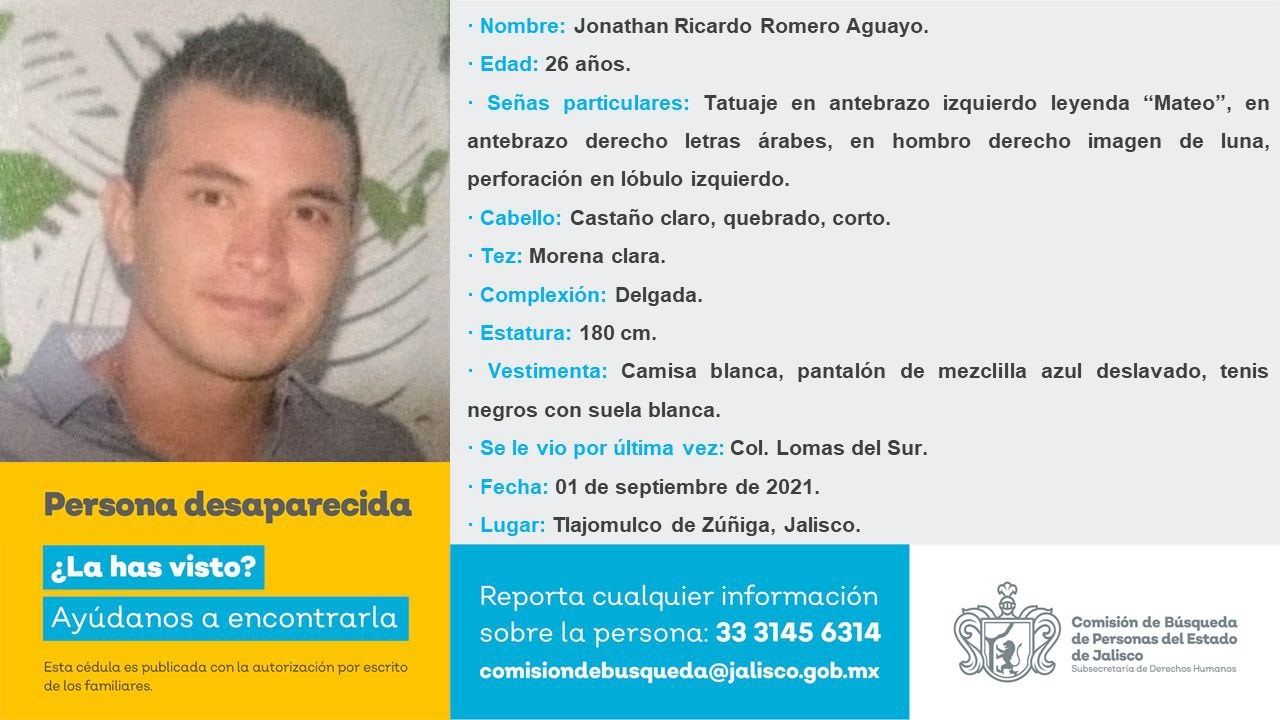 · Nombre: Jonathan Ricardo Romero Aguayo.
· Edad: 26 años.
· Señas particulares: Tatuaje en antebrazo izquierdo leyenda “Mateo”, en
antebrazo derecho letras árabes, en hombro derecho imagen de luna,
perforación en lóbulo izquierdo.
· Cabello: Castaño claro, quebrado, corto.
· Tez: Morena clara.
· Complexión: Delgada.
· Estatura: 180 cm.
· Vestimenta: Camisa blanca, pantalón de mezclilla azul deslavado, tenis
negros con suela blanca.
· Se le vio por última vez: Col. Lomas del Sur.
· Fecha: 01 de septiembre de 2021.
· Lugar: Tlajomulco de Zúñiga, Jalisco.
Persona desaparecida
¿La has visto?
Ayúdanos a encontrarla
Esta cédula es publicada con la autorización por escrito
de los familiares.
Reporta cualquier información
sobre la persona: 33 3145 6314
comisiondebusqueda@jalisco.gob.mx
Comisión de Búsqueda
de Personas del Estado
de Jalisco
Subsecretaría de Derechos Humanos